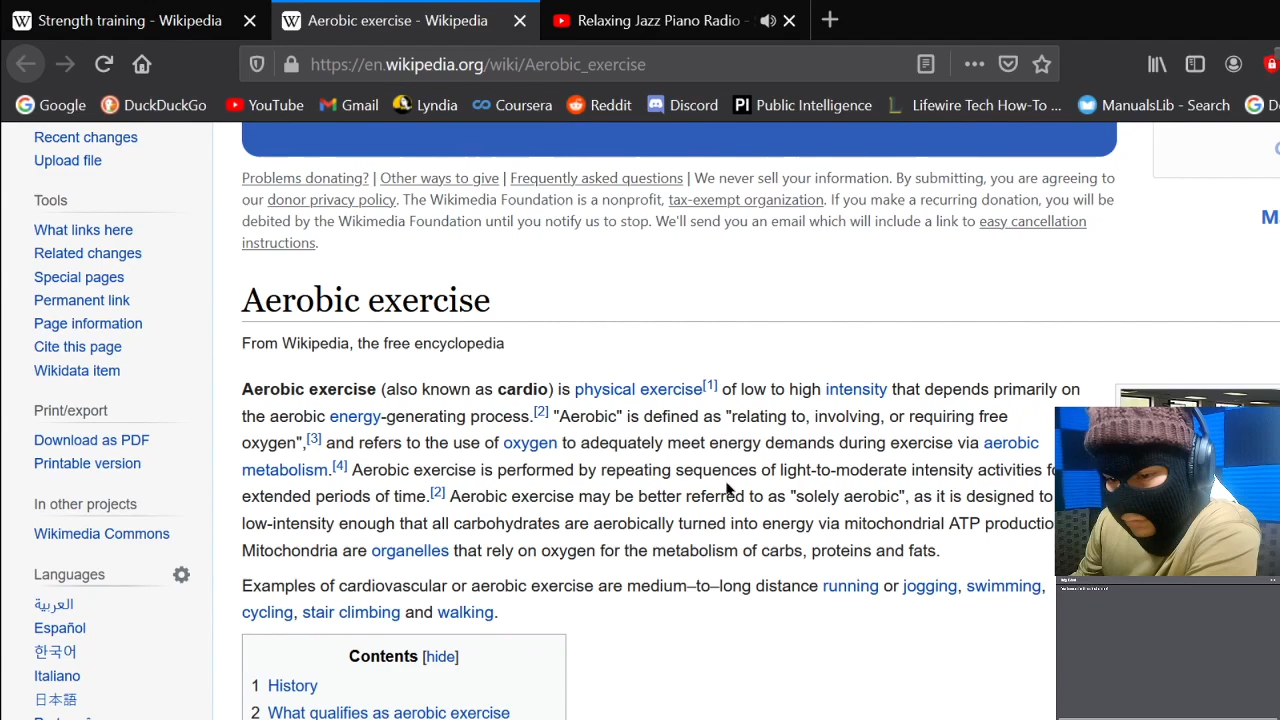 Strength training - Wikipedia
Aerobic exercise - Wikipedia
Relaxing Jazz Piano Radio -
https://en.wikipedia.org/wiki/Aerobic_exercise
Google DuckDuckGo YouTube Gmail Lyndia Coursera Reddit Discord Public Intelligence Lifewire Tech How-To ... ManualsLib - Search
Recent changes
Upload file
Tools
What links here
Related changes
Special pages
Permanent link
Page information
Cite this page
Wikidata item
Print/export
Download as PDF
Printable version
In other projects
Wikimedia Commons
Languages
العربية
Español
한국어
Italiano
日本語
Problems donating? | Other ways to give | Frequently asked questions | We never sell your information. By submitting, you are agreeing to
our donor privacy policy. The Wikimedia Foundation is a nonprofit, tax-exempt organization. If you make a recurring donation, you will be
debited by the Wikimedia Foundation until you notify us to stop. We'll send you an email which will include a link to easy cancellation
instructions.
Aerobic exercise
From Wikipedia, the free encyclopedia
Aerobic exercise (also known as cardio) is physical exercise[1] of low to high intensity that depends primarily on
the aerobic energy-generating process.[2] "Aerobic" is defined as "relating to, involving, or requiring free
oxygen",[3] and refers to the use of oxygen to adequately meet energy demands during exercise via aerobic
metabolism.[4] Aerobic exercise is performed by repeating sequences of light-to-moderate intensity activities
extended periods of time.[2] Aerobic exercise may be better referred to as "solely aerobic", as it is designed to
low-intensity enough that all carbohydrates are aerobically turned into energy via mitochondrial ATP productio
Mitochondria are organelles that rely on oxygen for the metabolism of carbs, proteins and fats.
Examples of cardiovascular or aerobic exercise are medium–to–long distance running or jogging, swimming,
cycling, stair climbing and walking.
Contents [hide]
1 History
2 What qualifies as aerobic exercise